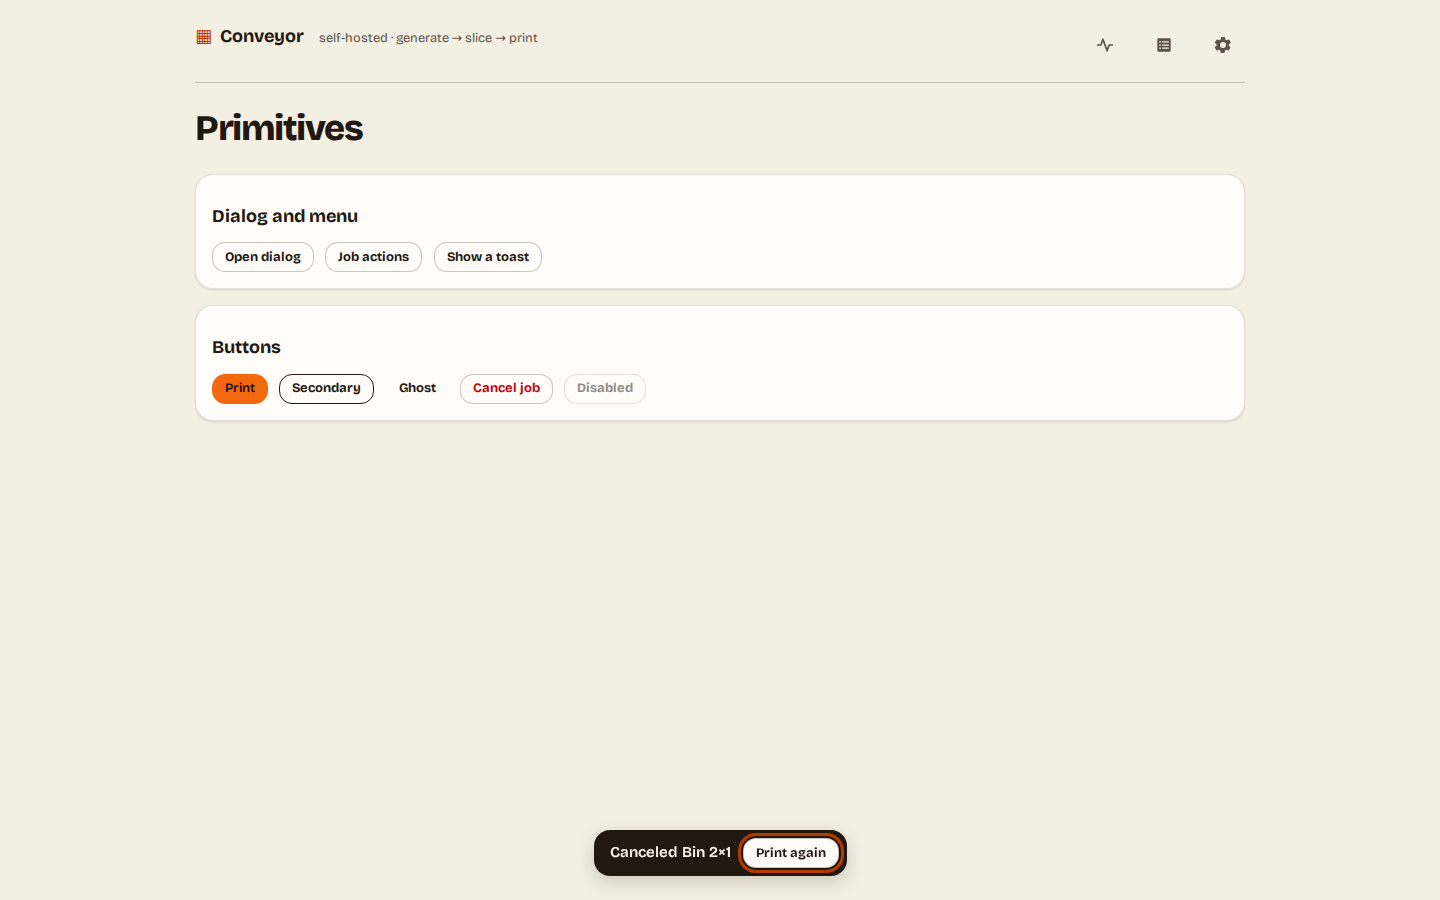 Conveyor self-hosted · generate → slice → print
Primitives
Dialog and menu
Open dialog Job actions Show a toast
Buttons
Print Secondary Ghost Cancel job Disabled
Canceled Bin 2×1 Print again